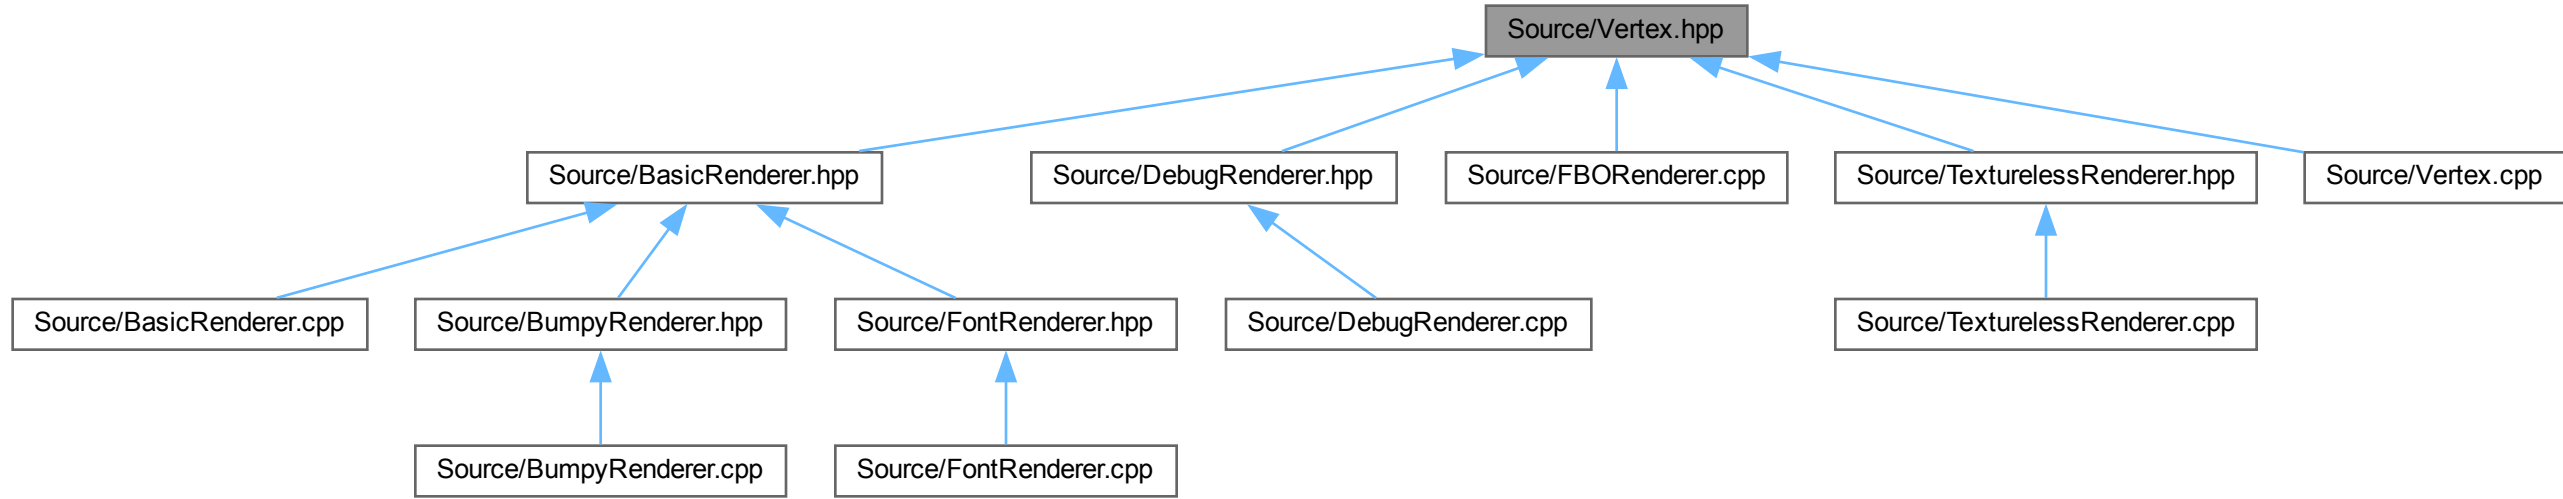 Source/Vertex.hpp
Source/BasicRenderer.hpp
Source/DebugRenderer.hpp
Source/FBORenderer.cpp
Source/TexturelessRenderer.hpp
Source/Vertex.cpp
Source/BasicRenderer.cpp
Source/BumpyRenderer.hpp
Source/FontRenderer.hpp
Source/DebugRenderer.cpp
Source/TexturelessRenderer.cpp
Source/BumpyRenderer.cpp
Source/FontRenderer.cpp